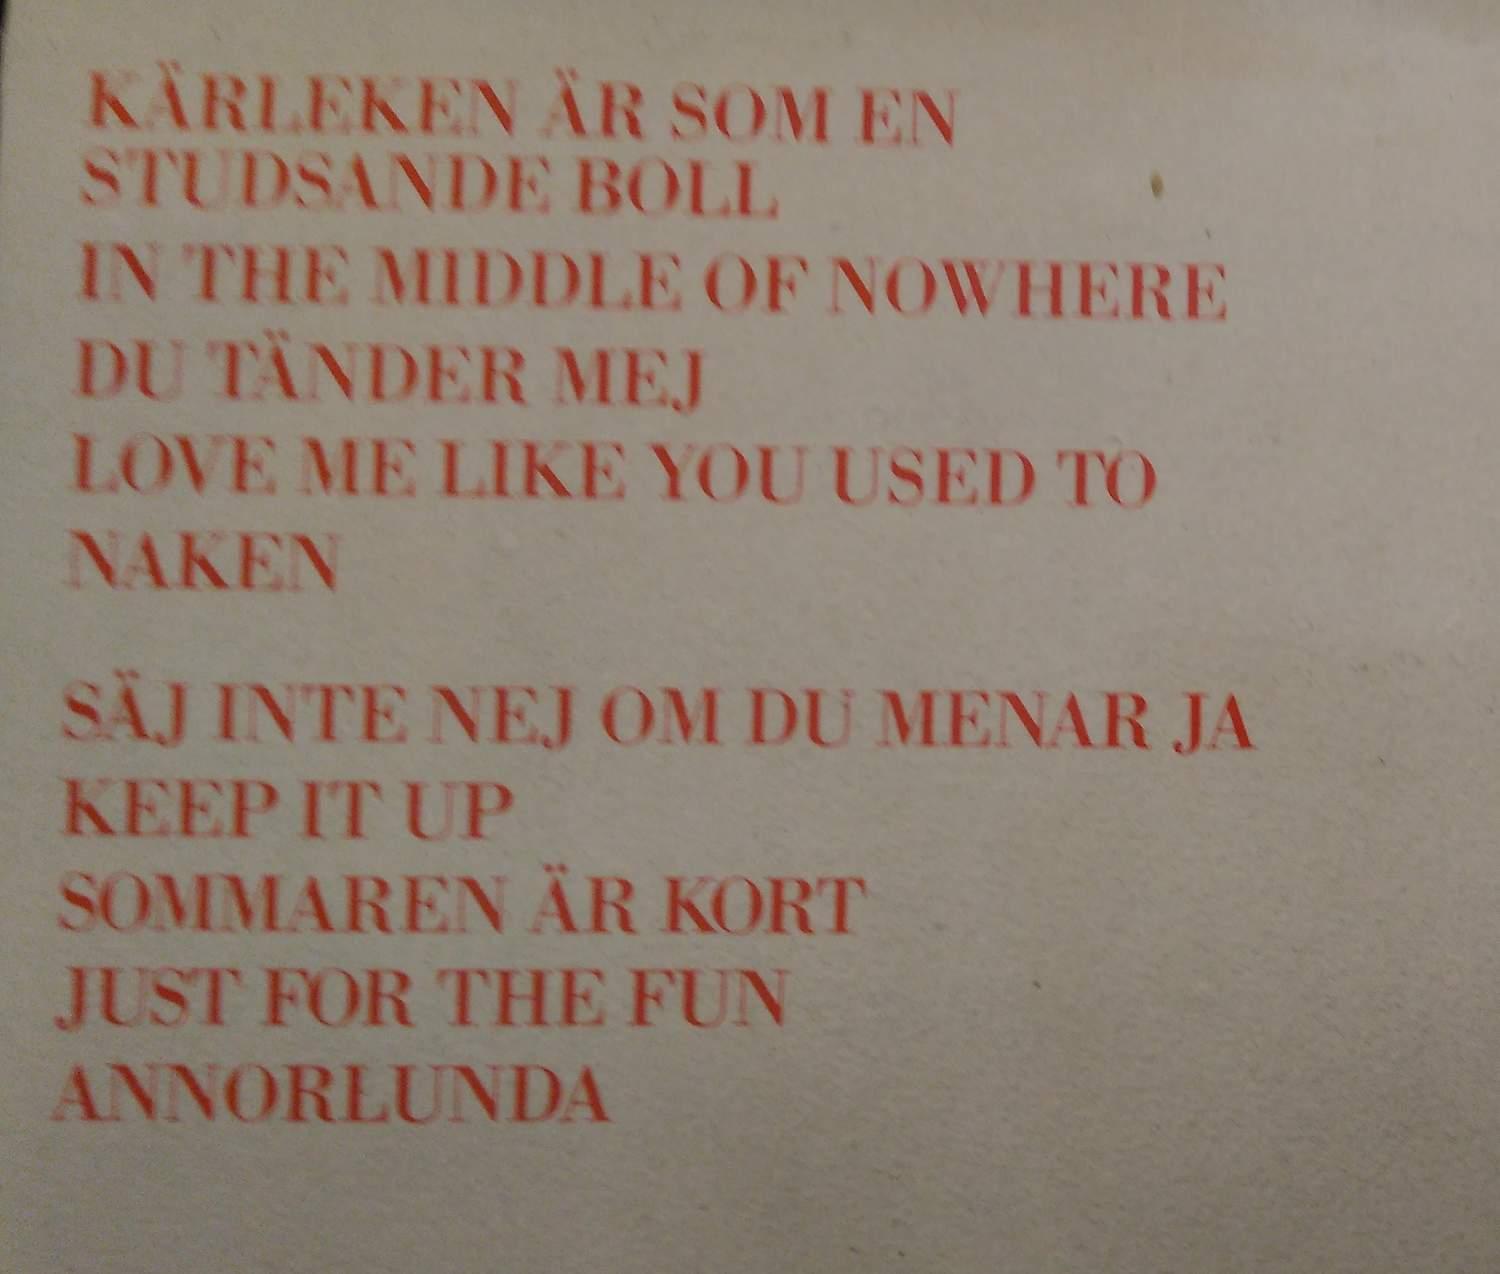 KÄRLEKEN ÄR SOM EN
STUDSANDE BOLL
IN THE MIDDLE OF NOWHERE
DU TÄNDER MEJ
LOVE ME LIKE YOU USED TO
NAKEN
SÄJ INTE NEJ OM DU MENAR JA
KEEP IT UP
SOMMAREN ÄR KORT
JUST FOR THE FUN
ANNORLUNDA